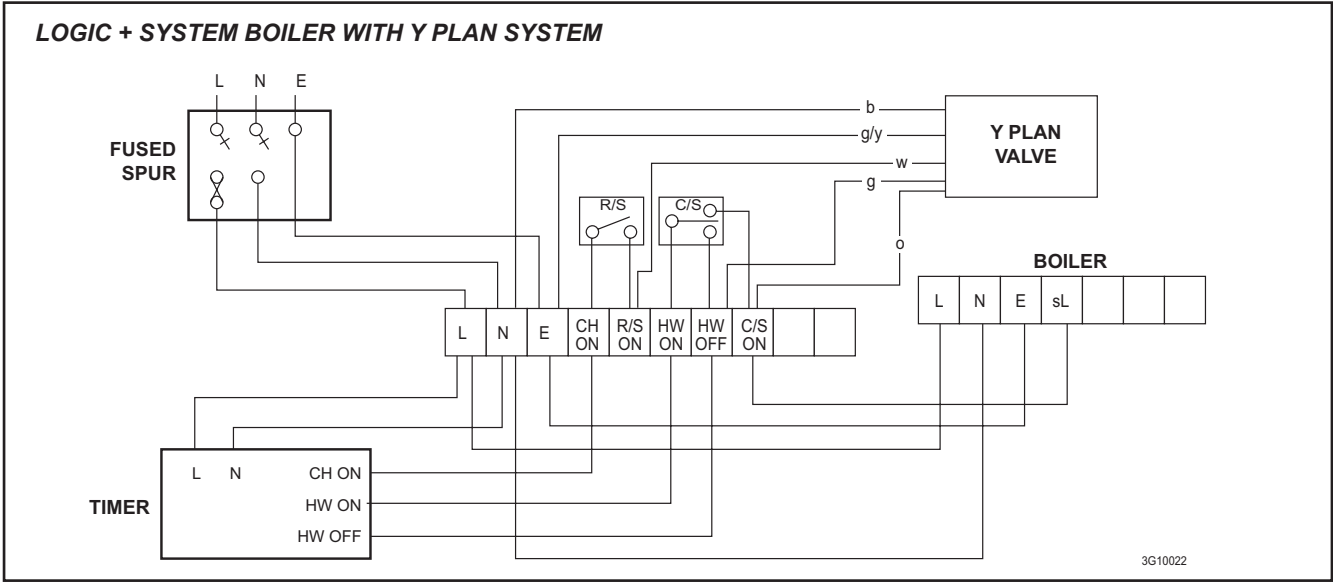 LOGIC + SYSTEM BOILER WITH Y PLAN SYSTEM
L N E
FUSED
SPUR
b
g/y
w
g
o
Y PLAN
VALVE
R/S
C/S
BOILER
L N E sL
L N E CH ON R/S ON HW ON HW OFF C/S ON
L N
CH ON
HW ON
HW OFF
TIMER
3G10022